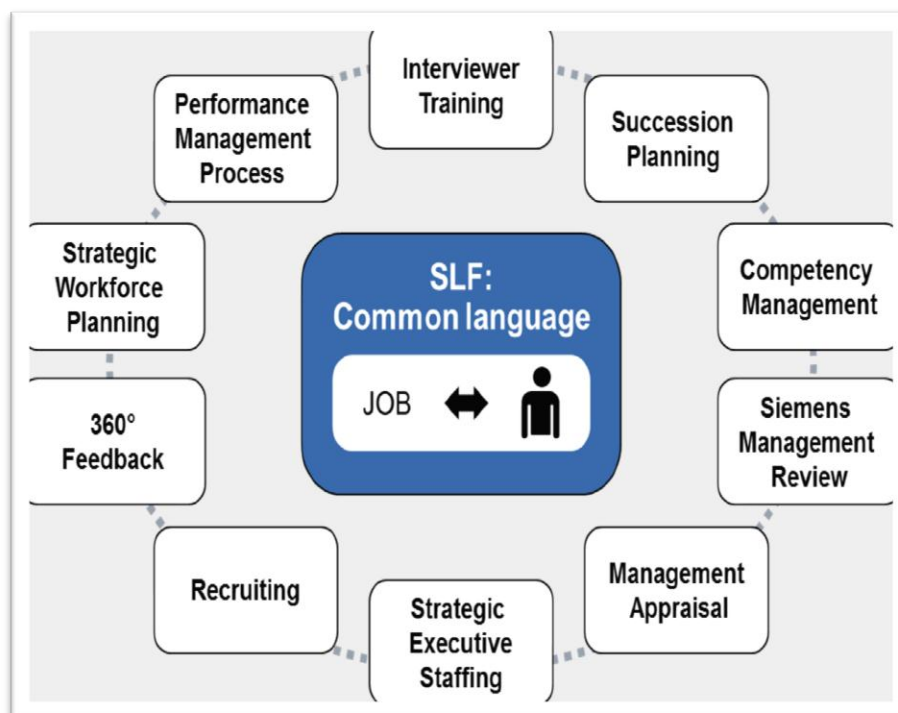 Interviewer
Training
Succession
Planning
Competency
Management
Siemens
Management
Review
Management
Appraisal
Strategic
Executive
Staffing
Recruiting
360°
Feedback
Strategic
Workforce
Planning
Performance
Management
Process
SLF:
Common language
JOB